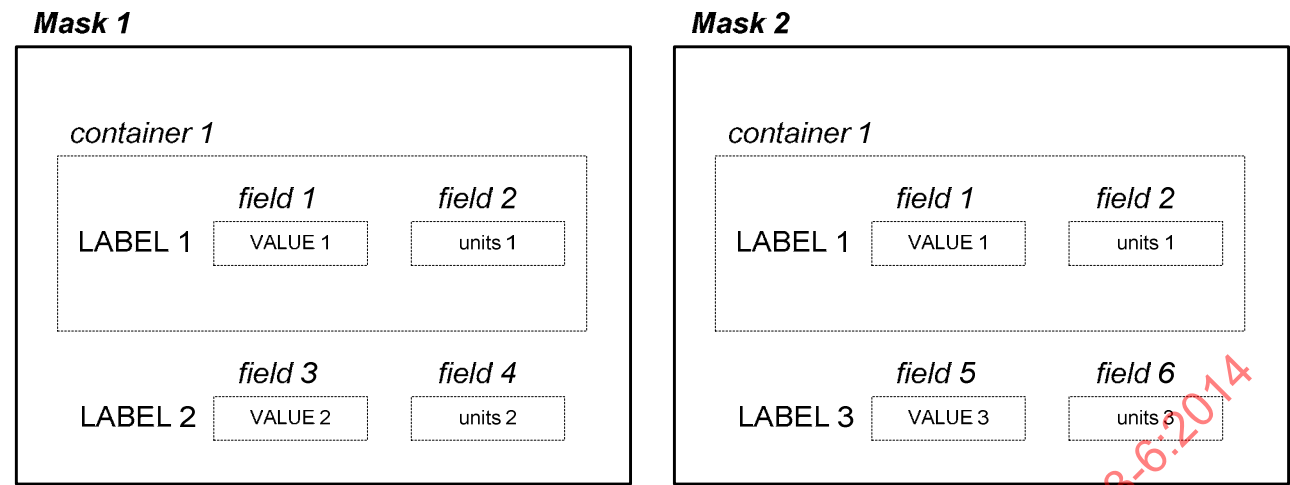 Mask 1
container 1
field 1 field 2
LABEL 1 VALUE 1 units 1
field 3 field 4
LABEL 2 VALUE 2 units 2
Mask 2
container 1
field 1 field 2
LABEL 1 VALUE 1 units 1
field 5 field 6
LABEL 3 VALUE 3 units 3
-6:2014